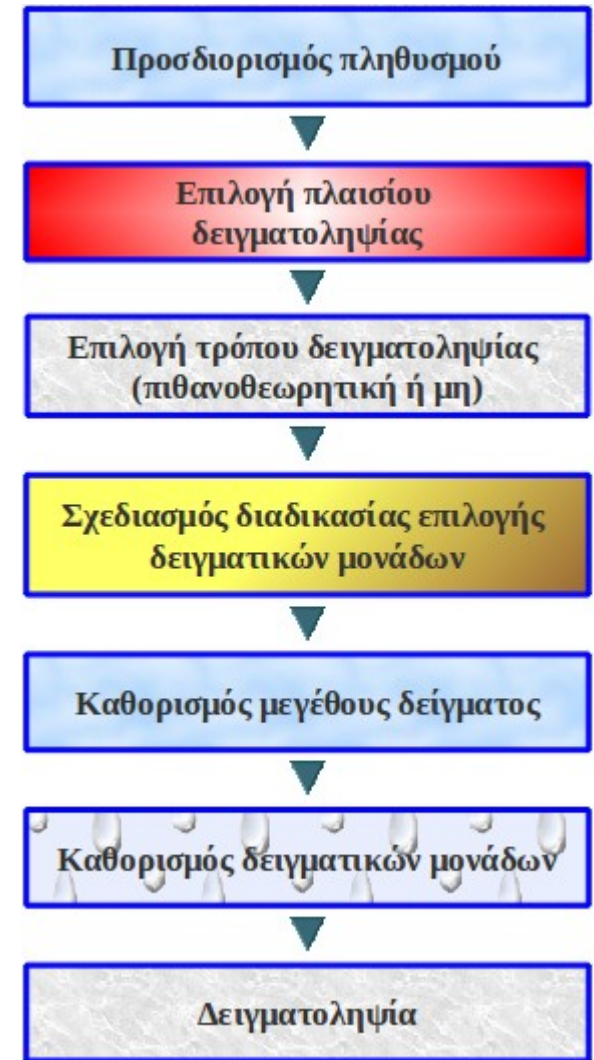 Προσδιορισμός πληθυσμού
Επιλογή πλαισίου
δειγματοληψίας
Επιλογή τρόπου δειγματοληψίας
(πιθανοθεωρητική ή μη)
Σχεδιασμός διαδικασίας επιλογής
δειγματικών μονάδων
Καθορισμός μεγέθους δείγματος
Καθορισμός δειγματικών μονάδων
Δειγματοληψία